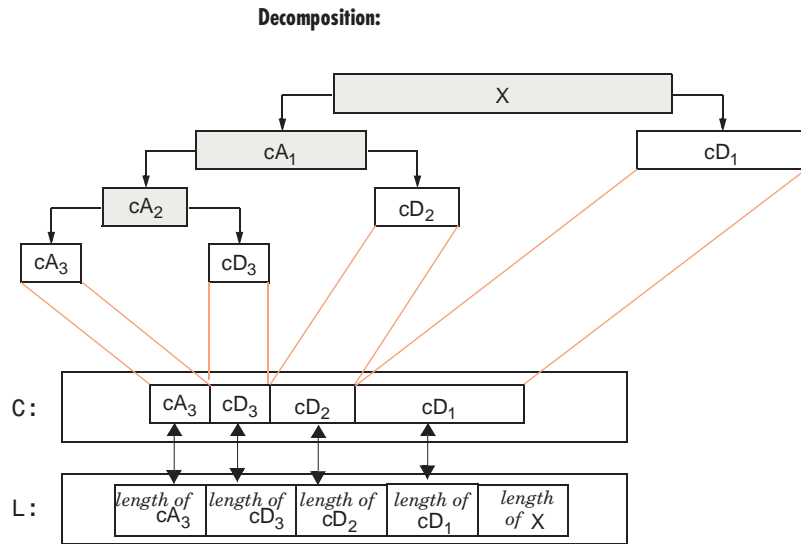 Decomposition:
X
cA₁
cD₁
cA₂
cD₂
cA₃
cD₃
C:
cA₃ cD₃ cD₂ cD₁
L:
length of cA₃
length of cD₃
length of cD₂
length of cD₁
length
of X